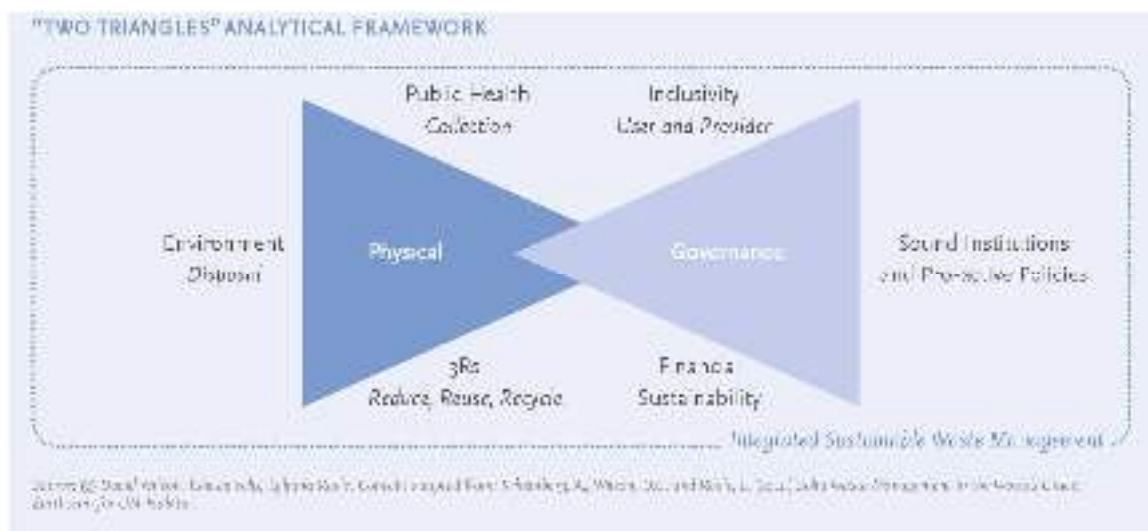 "TWO TRIANGLES" ANALYTICAL FRAMEWORK
Public Health
Collection
Inclusivity
User and Provider
Environment
Disposal
Physical
Governance
Sound Institutions
and Pro-active Policies
3Rs
Reduce, Reuse, Recycle
Financial
Sustainability
Integrated Sustainable Waste Management